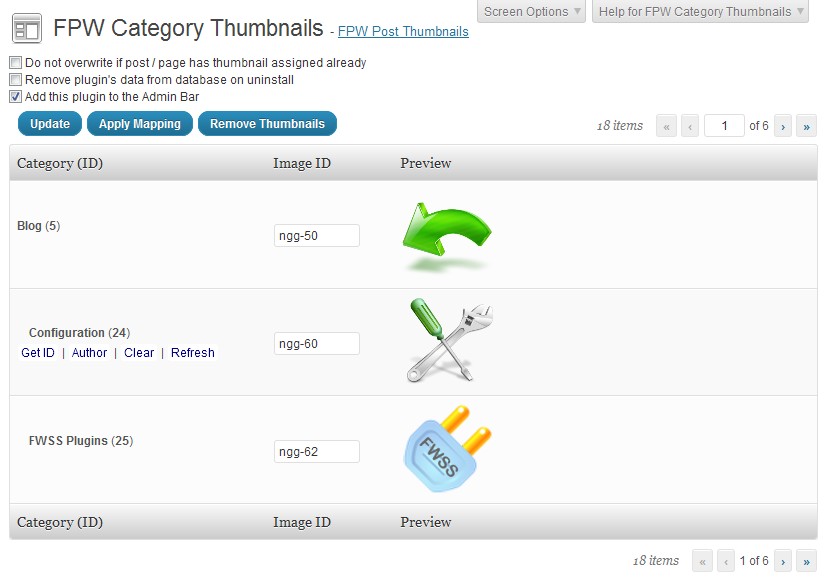 Screen Options Help for FPW Category Thumbnails
FPW Category Thumbnails - FPW Post Thumbnails
Do not overwrite if post / page has thumbnail assigned already
Remove plugin's data from database on uninstall
Add this plugin to the Admin Bar
Update Apply Mapping Remove Thumbnails 18 items « ‹ 1 of 6 › »
Category (ID) Image ID Preview
Blog (5) ngg-50
Configuration (24) ngg-60
Get ID | Author | Clear | Refresh
FWSS Plugins (25) ngg-62 FWSS
Category (ID) Image ID Preview
18 items « ‹ 1 of 6 › »